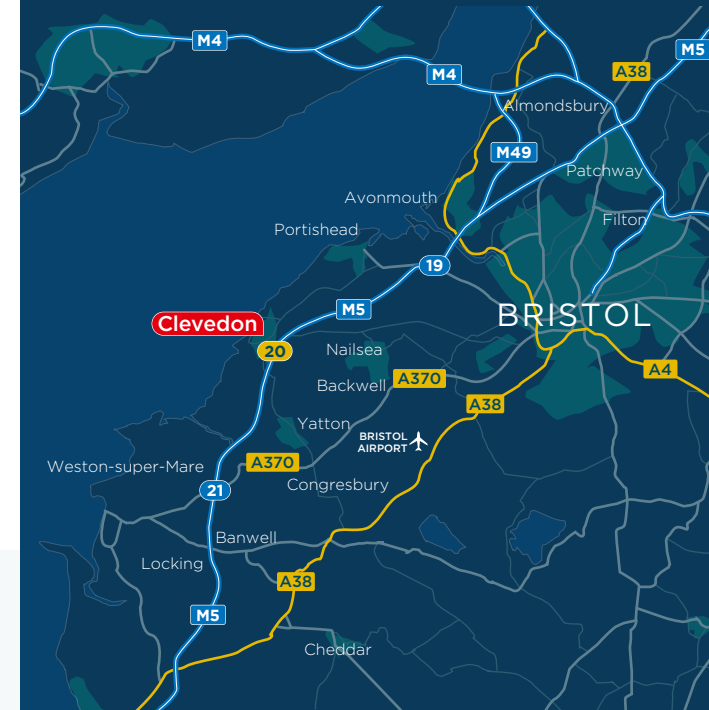 M4
M5
A38
M4
Almondsbury
M49
Patchway
Avonmouth
Filton
Portishead
19
M5
BRISTOL
Clevedon
20
Nailsea
A4
A370
Backwell
A38
Yatton
BRISTOL
AIRPORT
A370
Weston-super-Mare
Congresbury
21
Banwell
Locking
A38
M5
Cheddar